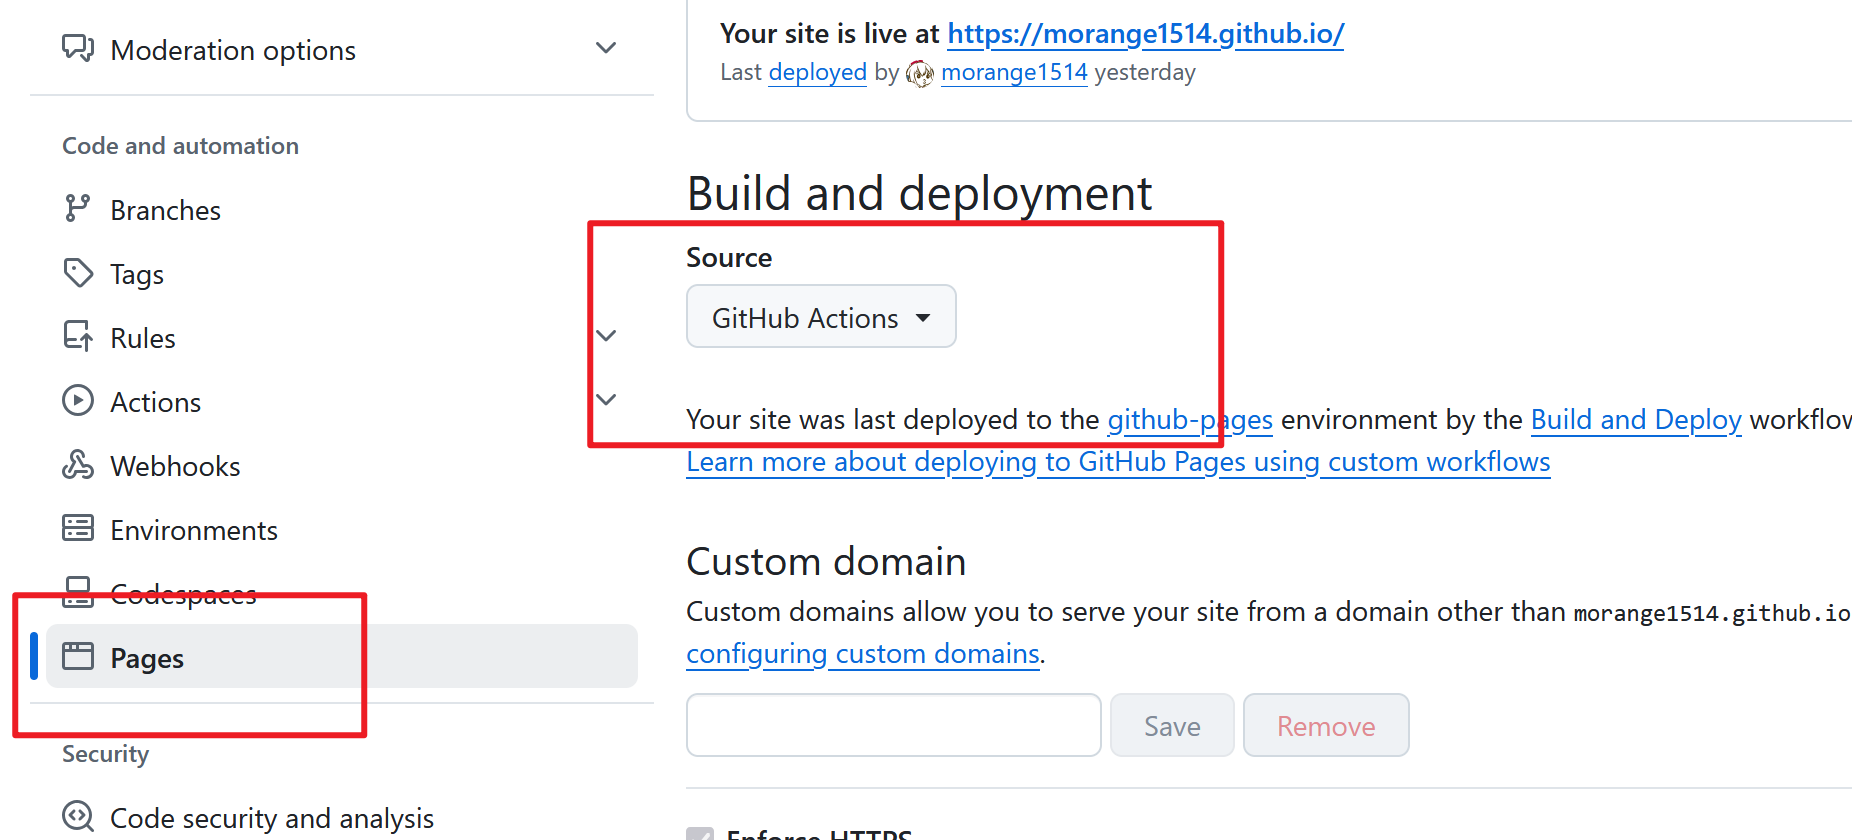 Moderation options
Code and automation
Branches
Tags
Rules
Actions
Webhooks
Environments
Codespaces
Pages
Security
Code security and analysis
Your site is live at https://morange1514.github.io/
Last deployed by morange1514 yesterday
Build and deployment
Source
GitHub Actions
Your site was last deployed to the github-pages environment by the Build and Deploy workflow
Learn more about deploying to GitHub Pages using custom workflows
Custom domain
Custom domains allow you to serve your site from a domain other than morange1514.github.io
configuring custom domains.
Save Remove
Enforce HTTPS